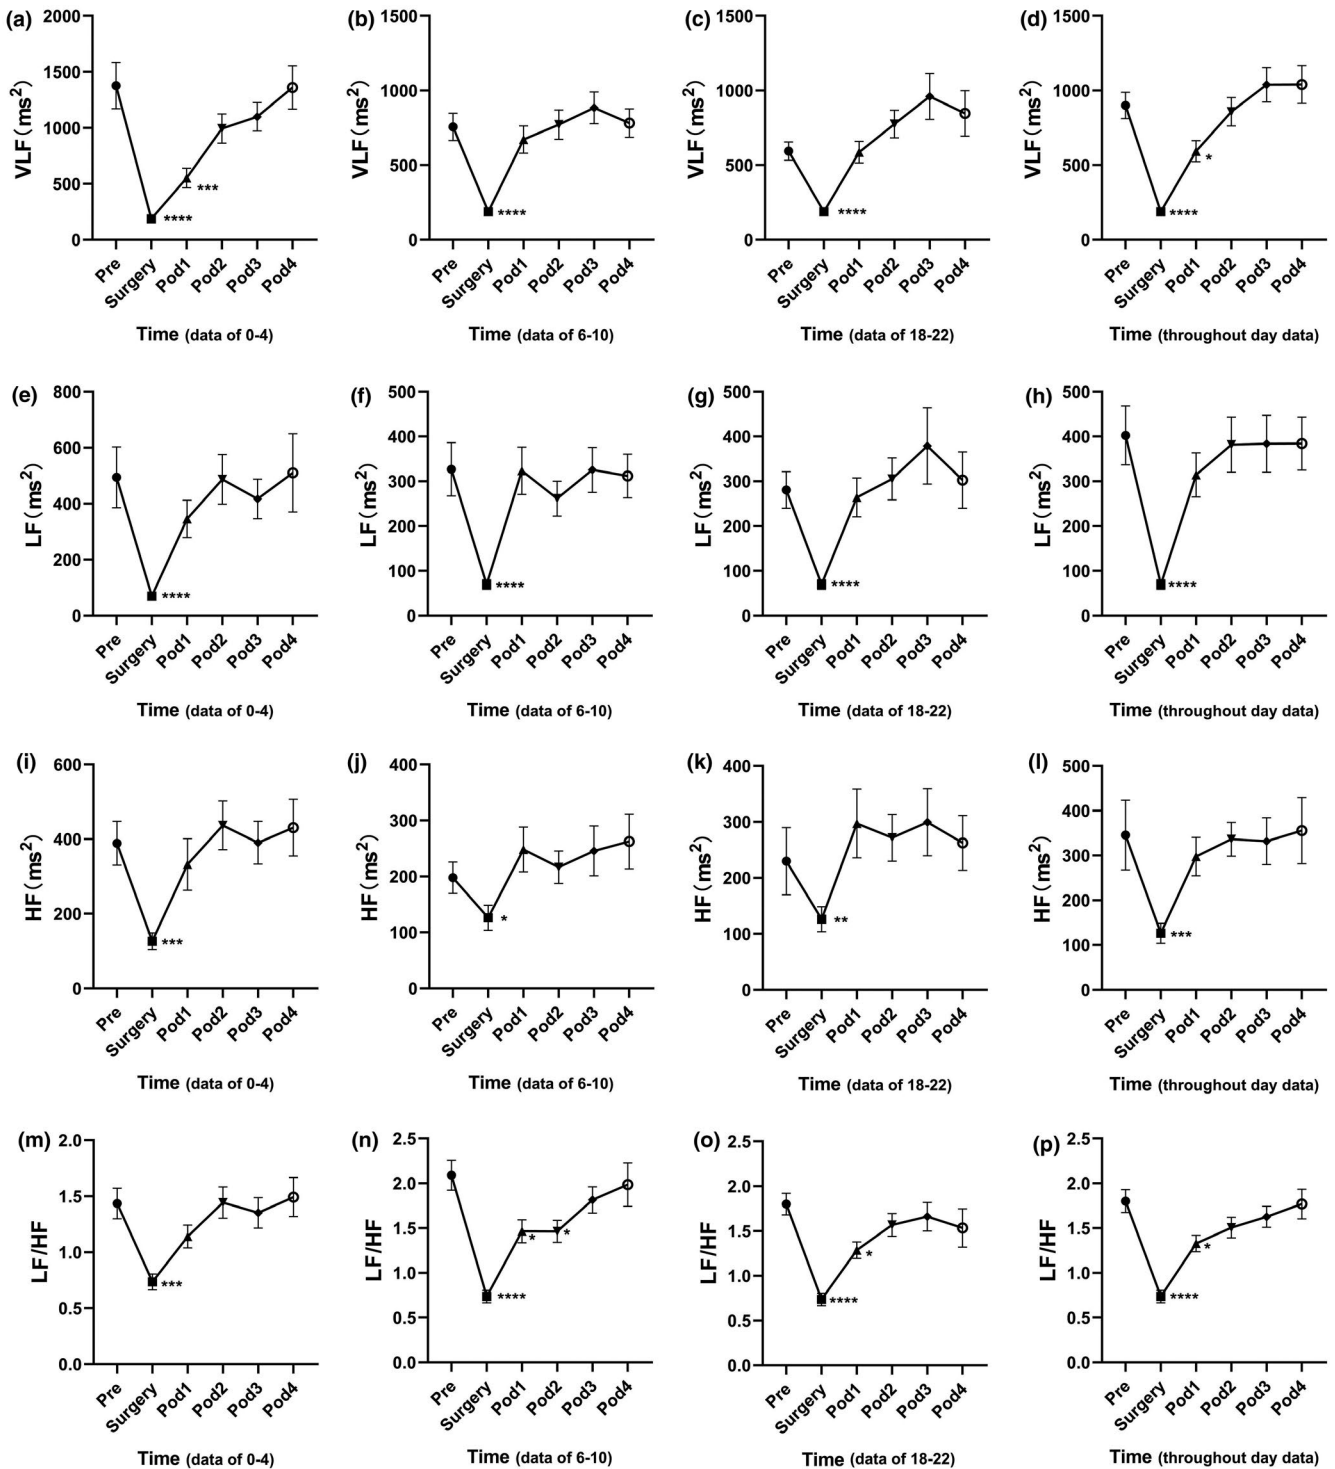 (a)
2000
1500
1000
500
0
VLF (ms²)
***
****
Pre
Surgery
Pod1
Pod2
Pod3
Pod4
Time (data of 0-4)
(b)
1500
1000
500
0
VLF (ms²)
****
Pre
Surgery
Pod1
Pod2
Pod3
Pod4
Time (data of 6-10)
(c)
1500
1000
500
0
VLF (ms²)
****
Pre
Surgery
Pod1
Pod2
Pod3
Pod4
Time (data of 18-22)
(d)
1500
1000
500
0
VLF (ms²)
*
****
Pre
Surgery
Pod1
Pod2
Pod3
Pod4
Time (throughout day data)
(e)
800
600
400
200
0
LF (ms²)
****
Pre
Surgery
Pod1
Pod2
Pod3
Pod4
Time (data of 0-4)
(f)
500
400
300
200
100
0
LF (ms²)
****
Pre
Surgery
Pod1
Pod2
Pod3
Pod4
Time (data of 6-10)
(g)
500
400
300
200
100
0
LF (ms²)
****
Pre
Surgery
Pod1
Pod2
Pod3
Pod4
Time (data of 18-22)
(h)
500
400
300
200
100
0
LF (ms²)
****
Pre
Surgery
Pod1
Pod2
Pod3
Pod4
Time (throughout day data)
(i)
600
400
200
0
HF (ms²)
***
Pre
Surgery
Pod1
Pod2
Pod3
Pod4
Time (data of 0-4)
(j)
400
300
200
100
0
HF (ms²)
*
Pre
Surgery
Pod1
Pod2
Pod3
Pod4
Time (data of 6-10)
(k)
400
300
200
100
0
HF (ms²)
**
Pre
Surgery
Pod1
Pod2
Pod3
Pod4
Time (data of 18-22)
(l)
500
400
300
200
100
0
HF (ms²)
***
Pre
Surgery
Pod1
Pod2
Pod3
Pod4
Time (throughout day data)
(m)
2.0
1.5
1.0
0.5
0.0
LF/HF
***
Pre
Surgery
Pod1
Pod2
Pod3
Pod4
Time (data of 0-4)
(n)
2.5
2.0
1.5
1.0
0.5
0.0
LF/HF
* *
****
Pre
Surgery
Pod1
Pod2
Pod3
Pod4
Time (data of 6-10)
(o)
2.5
2.0
1.5
1.0
0.5
0.0
LF/HF
*
****
Pre
Surgery
Pod1
Pod2
Pod3
Pod4
Time (data of 18-22)
(p)
2.5
2.0
1.5
1.0
0.5
0.0
LF/HF
*
****
Pre
Surgery
Pod1
Pod2
Pod3
Pod4
Time (throughout day data)